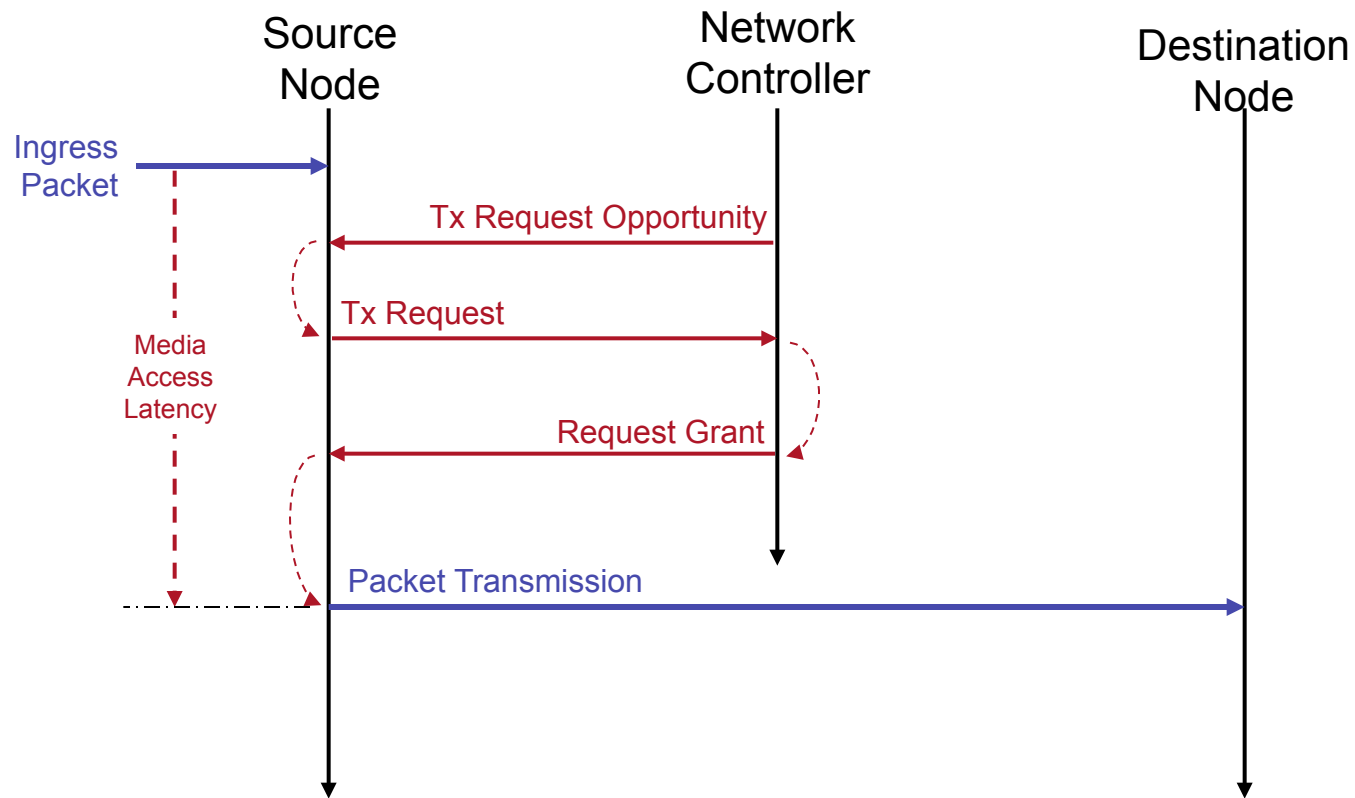 Source
Node
Network
Controller
Destination
Node
Ingress
Packet
Tx Request Opportunity
Tx Request
Media
Access
Latency
Request Grant
Packet Transmission